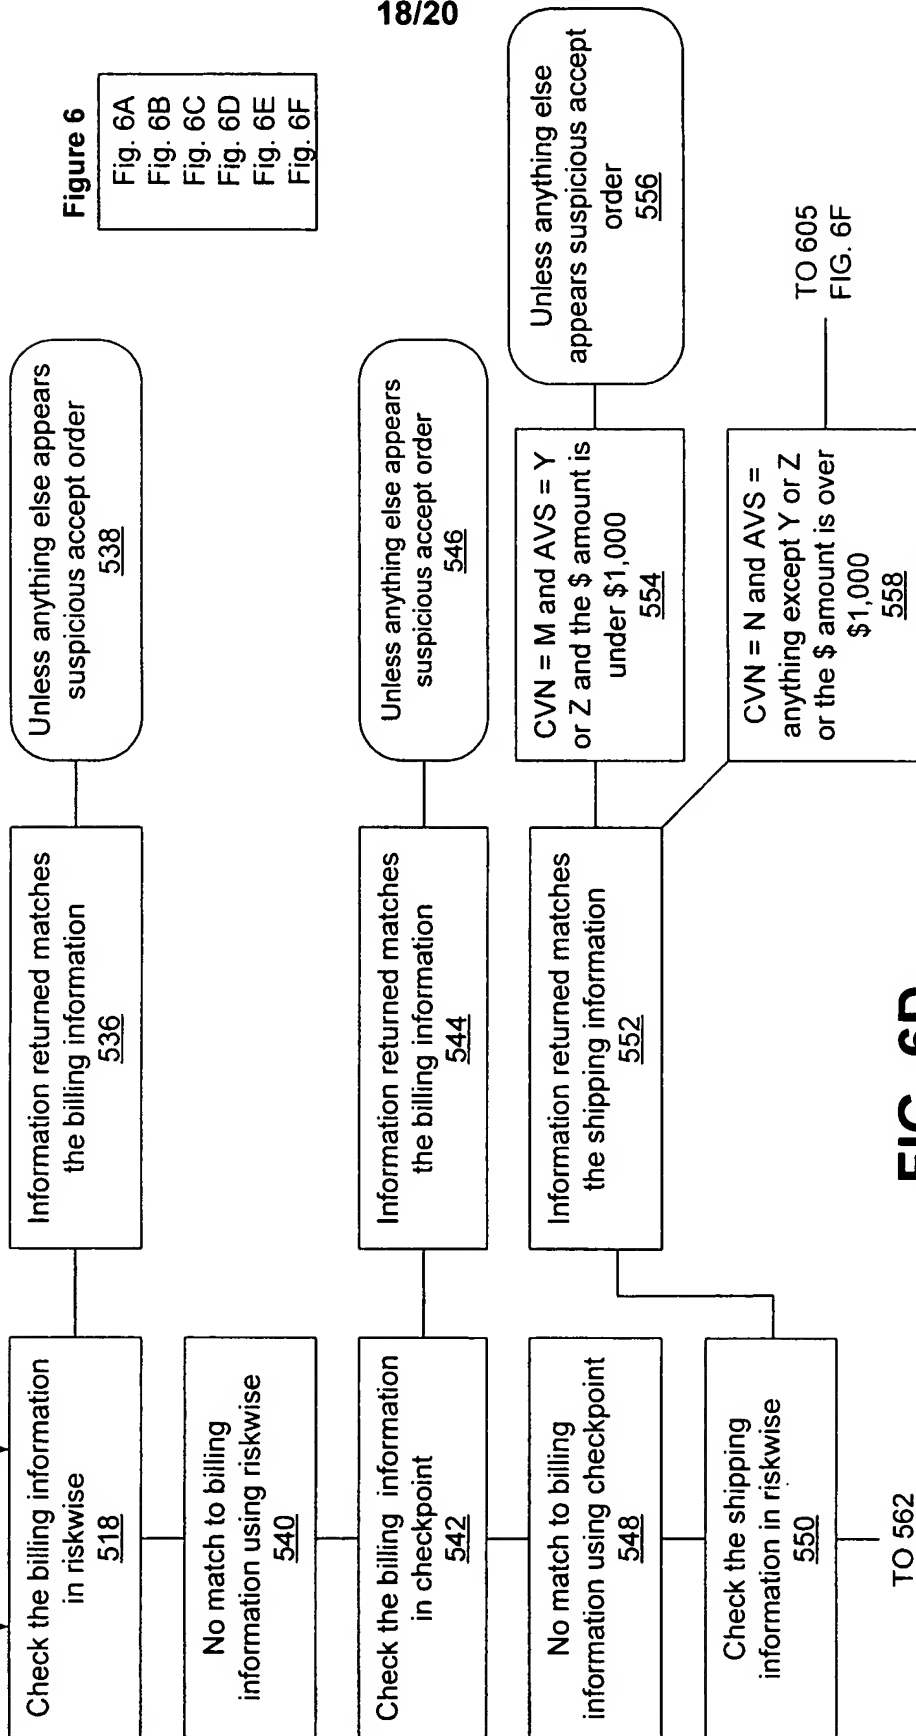 18/20
Figure 6
Fig. 6A
Fig. 6B
Fig. 6C
Fig. 6D
Fig. 6E
Fig. 6F
Check the billing information
in riskwise
518
Information returned matches
the billing information
536
Unless anything else appears
suspicious accept order
538
No match to billing
information using riskwise
540
Check the billing information
in checkpoint
542
Information returned matches
the billing information
544
Unless anything else appears
suspicious accept order
546
No match to billing
information using checkpoint
548
Information returned matches
the shipping information
552
CVN = M and AVS = Y
or Z and the $ amount is
under $1,000
554
Unless anything else
appears suspicious accept
order
556
Check the shipping
information in riskwise
550
CVN = N and AVS =
anything except Y or Z
or the $ amount is over
$1,000
558
TO 605
FIG. 6F
TO 562
FIG. 6D